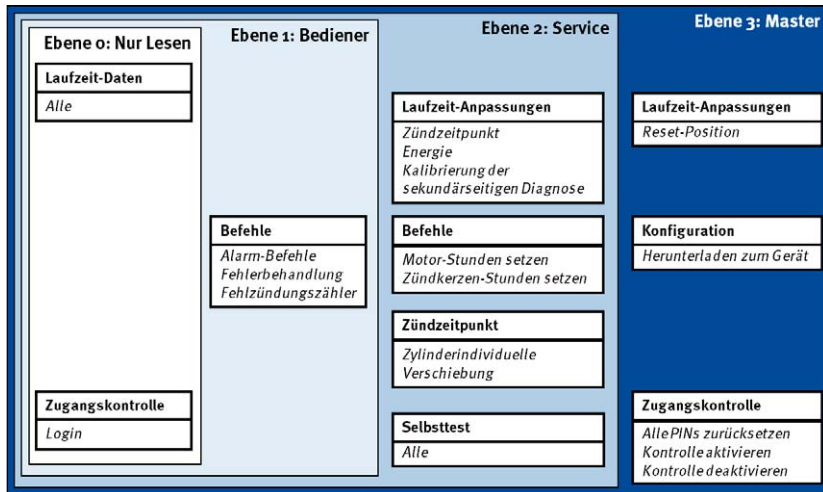 Ebene 0: Nur Lesen
Laufzeit-Daten
Alle
Zugangskontrolle
Login
Ebene 1: Bediener
Befehle
Alarm-Befehle
Fehlerbehandlung
Fehlzündungszähler
Ebene 2: Service
Laufzeit-Anpassungen
Zündzeitpunkt
Energie
Kalibrierung der
sekundärseitigen Diagnose
Befehle
Motor-Stunden setzen
Zündkerzen-Stunden setzen
Zündzeitpunkt
Zylinderindividuelle
Verschiebung
Selbsttest
Alle
Ebene 3: Master
Laufzeit-Anpassungen
Reset-Position
Konfiguration
Herunterladen zum Gerät
Zugangskontrolle
Alle PINs zurücksetzen
Kontrolle aktivieren
Kontrolle deaktivieren